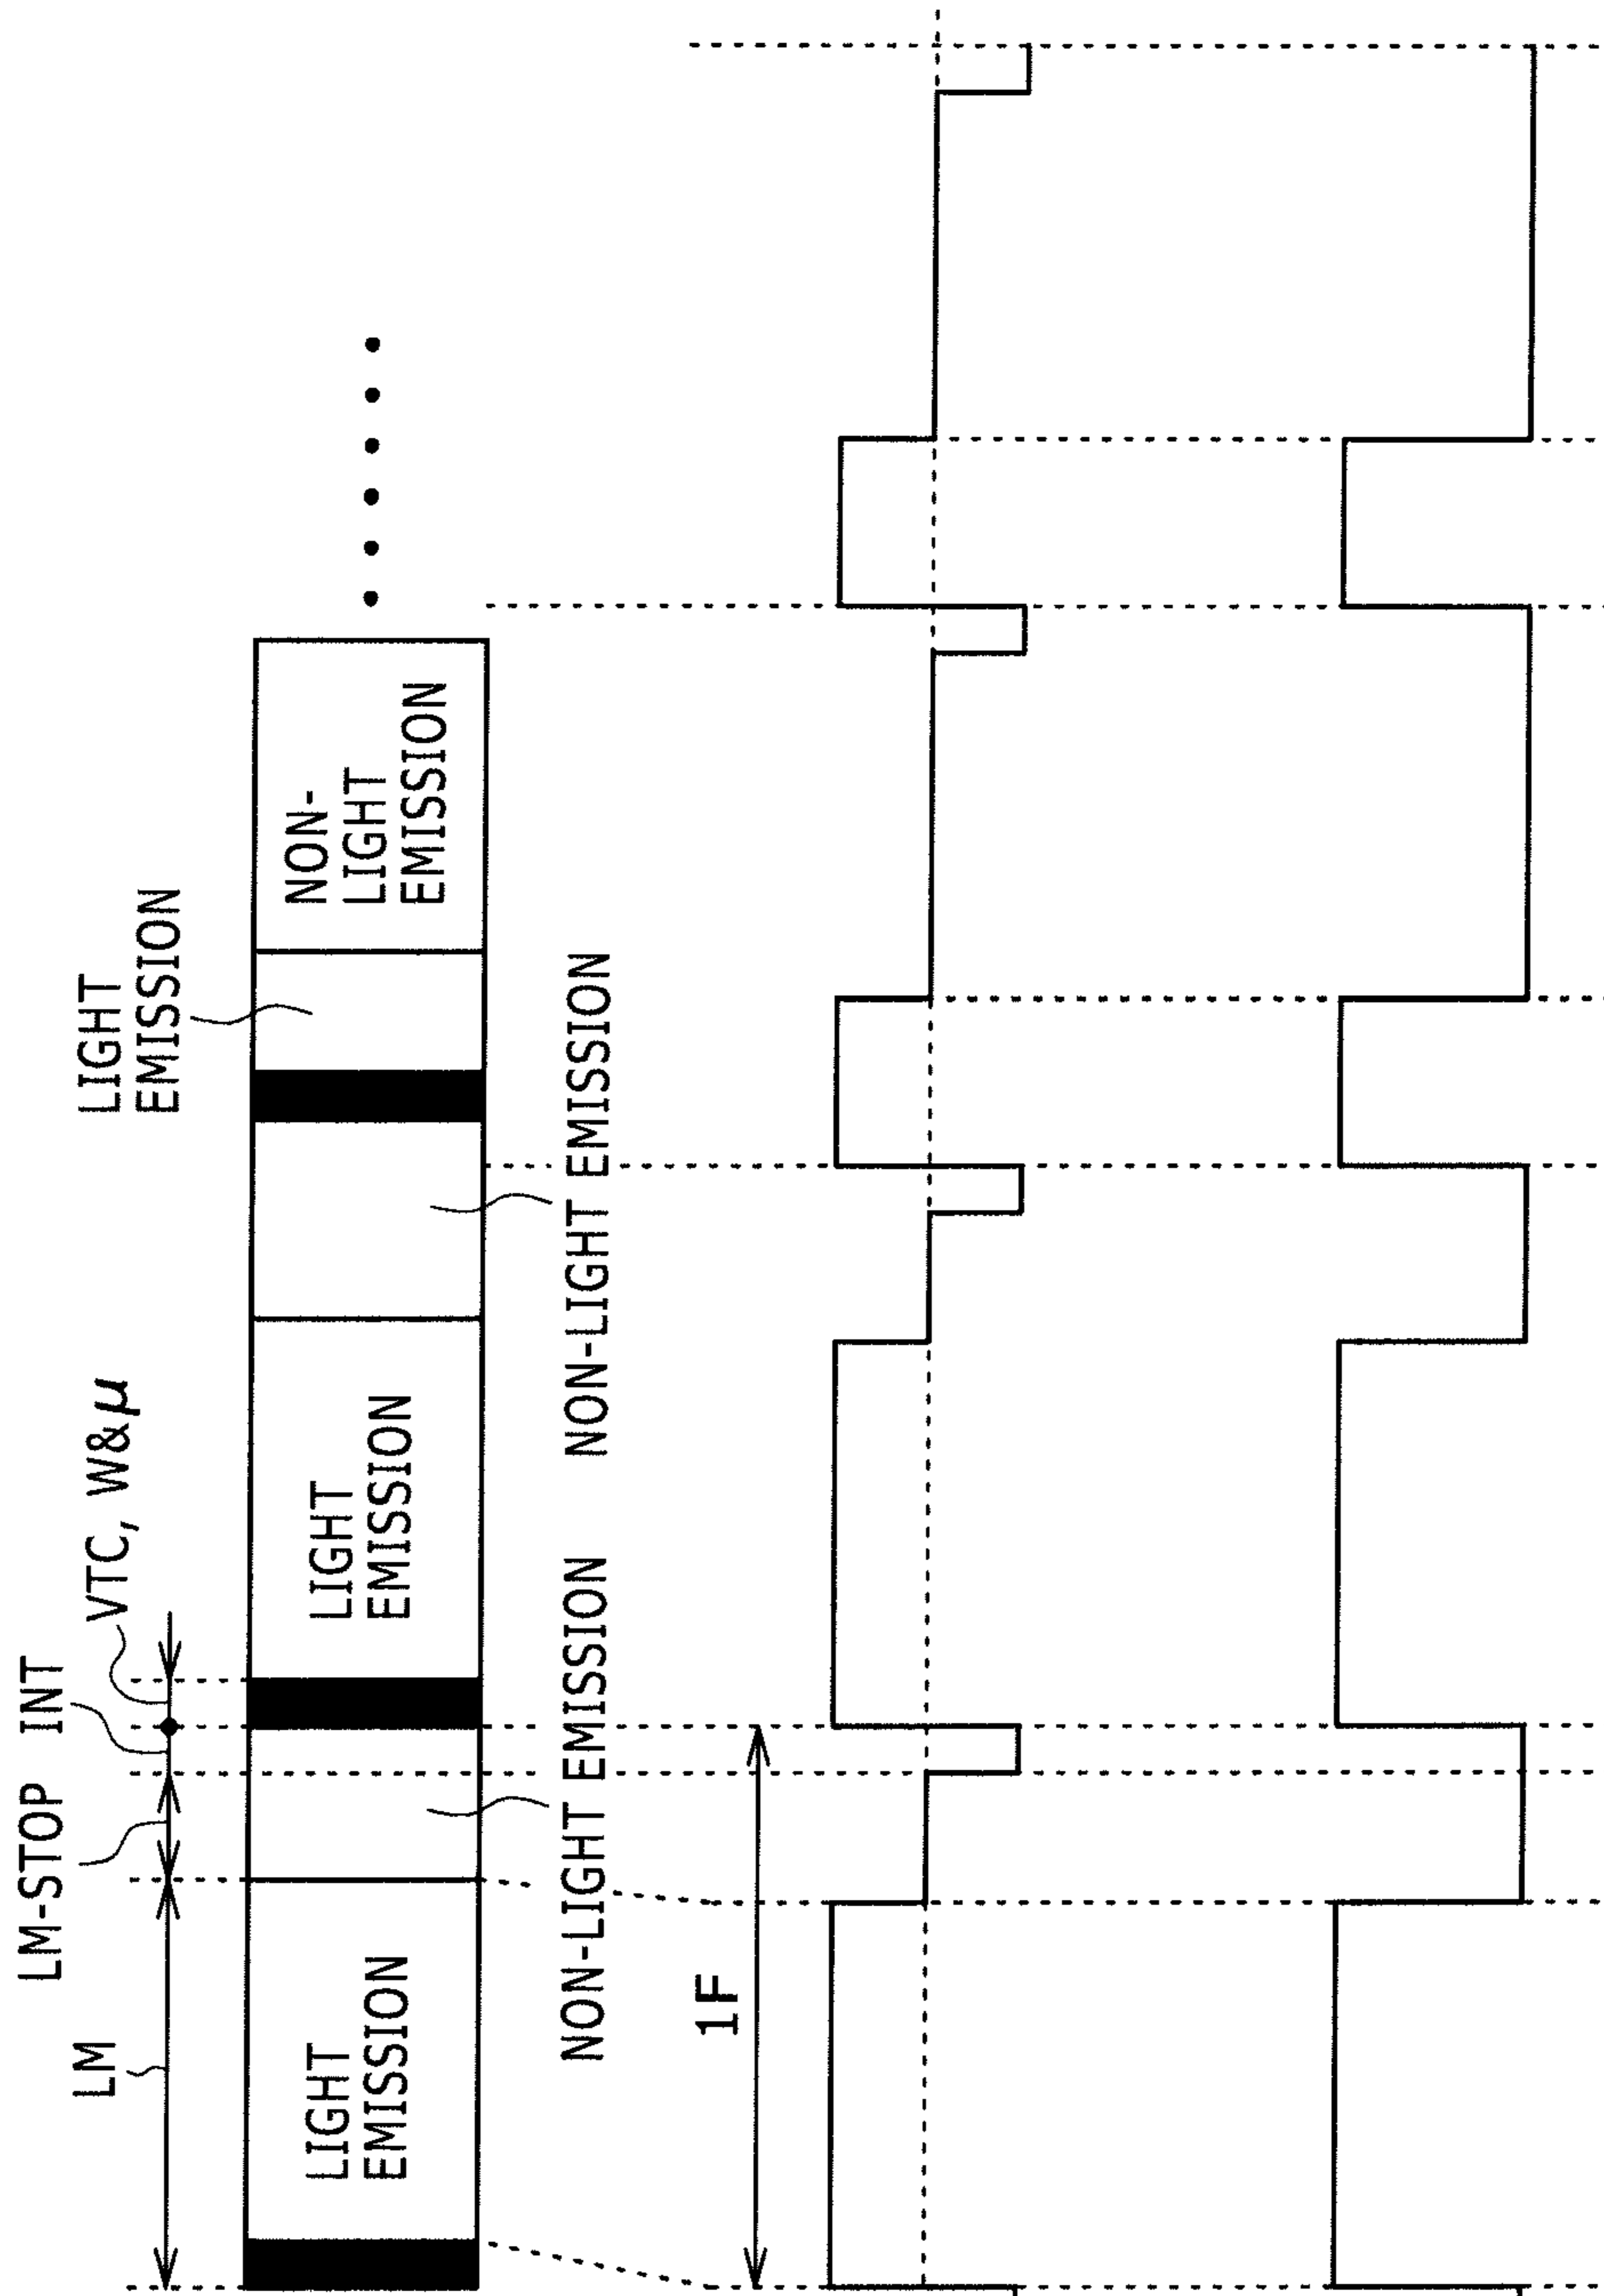 LM
LM-STOP
INT
VTC, W&μ
LIGHT
EMISSION
LIGHT
EMISSION
LIGHT
EMISSION
NON-
LIGHT
EMISSION
NON-LIGHT EMISSION
NON-LIGHT EMISSION
1F